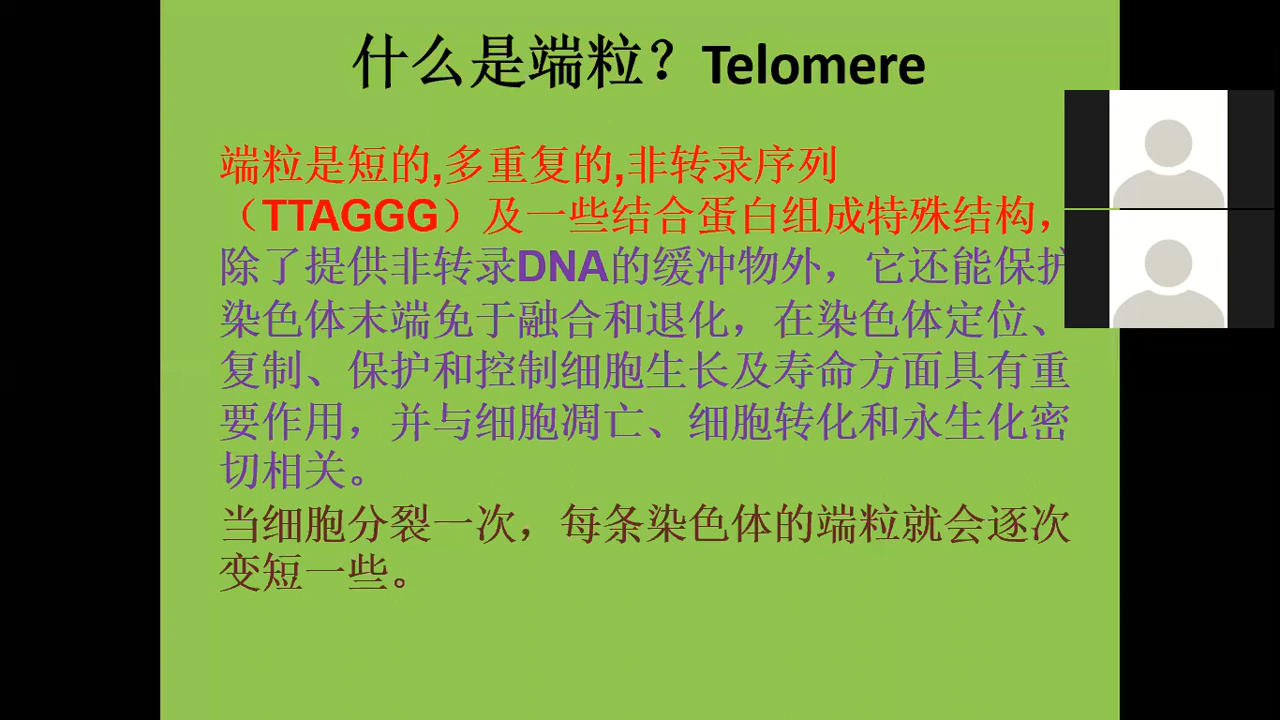 什么是端粒？Telomere
端粒是短的,多重复的,非转录序列
（TTAGGG）及一些结合蛋白组成特殊结构，
除了提供非转录DNA的缓冲物外，它还能保护
染色体末端免于融合和退化，在染色体定位、
复制、保护和控制细胞生长及寿命方面具有重
要作用，并与细胞凋亡、细胞转化和永生化密
切相关。
当细胞分裂一次，每条染色体的端粒就会逐次
变短一些。